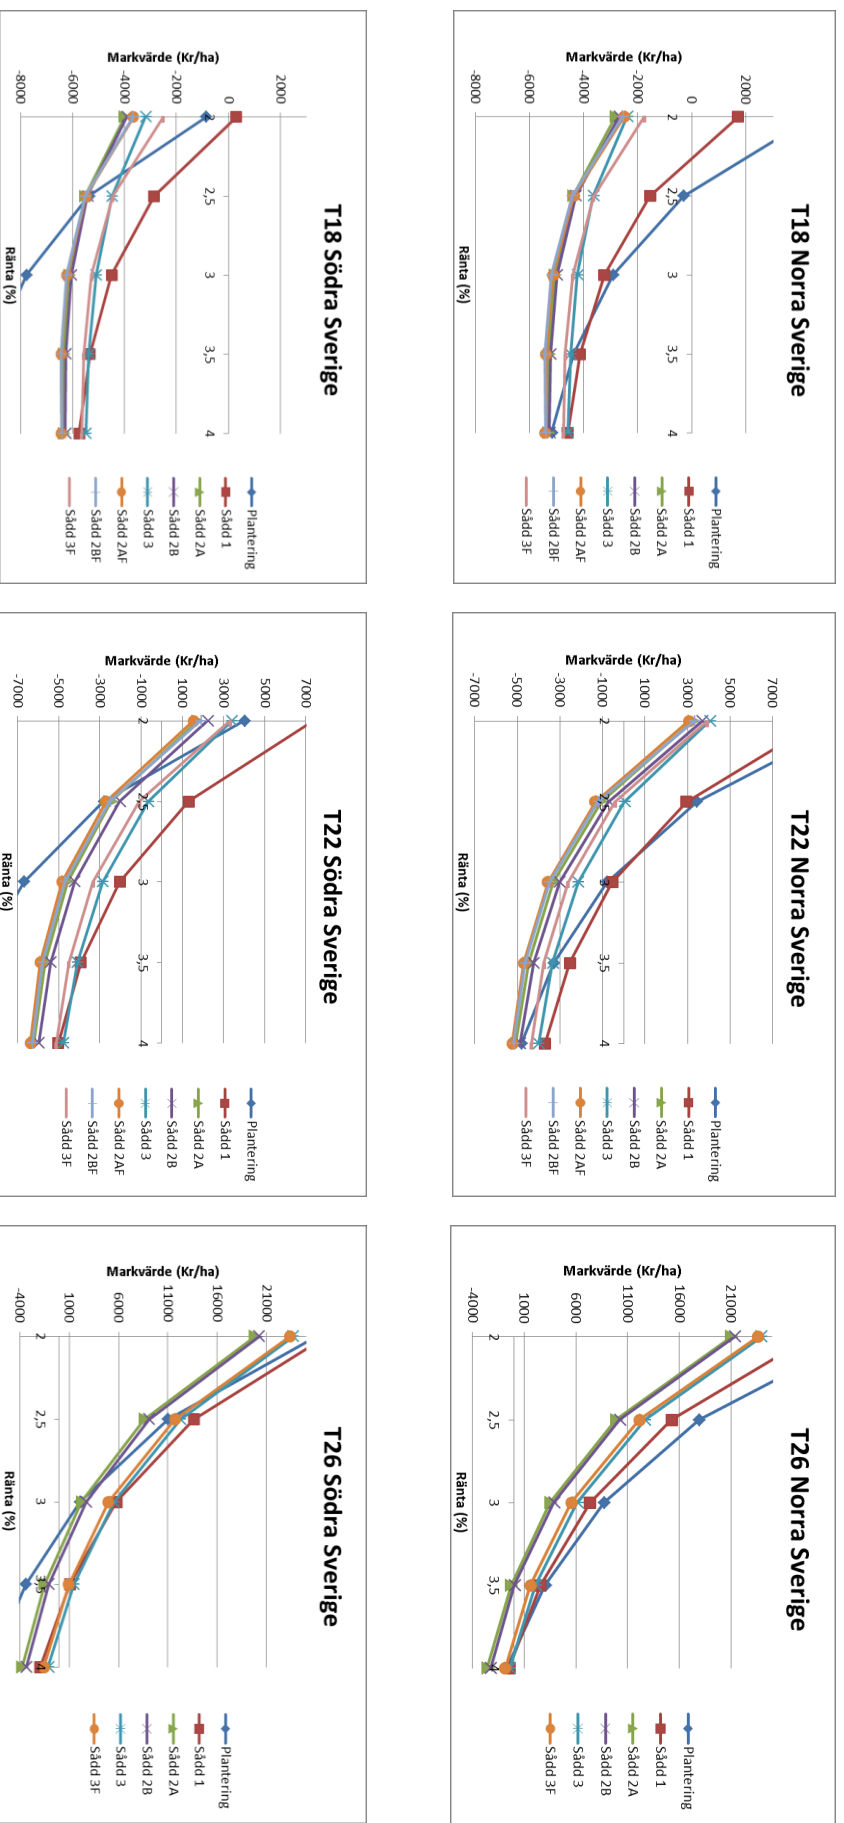 T18 Norra Sverige
Markvärde (Kr/ha)
2000
0
-2000
-4000
-6000
-8000
2 2,5 3 3,5 4
Ränta (%)
Plantering
Sådd 1
Sådd 2A
Sådd 2B
Sådd 3
Sådd 2AF
Sådd 2BF
Sådd 3F
T22 Norra Sverige
Markvärde (Kr/ha)
7000
5000
3000
1000
-1000
-3000
-5000
-7000
2 2,5 3 3,5 4
Ränta (%)
Plantering
Sådd 1
Sådd 2A
Sådd 2B
Sådd 3
Sådd 2AF
Sådd 2BF
Sådd 3F
T26 Norra Sverige
Markvärde (Kr/ha)
21000
16000
11000
6000
1000
-4000
2 2,5 3 3,5 4
Ränta (%)
Plantering
Sådd 1
Sådd 2A
Sådd 2B
Sådd 3
Sådd 3F
T18 Södra Sverige
Markvärde (Kr/ha)
2000
0
-2000
-4000
-6000
-8000
2 2,5 3 3,5 4
Ränta (%)
Plantering
Sådd 1
Sådd 2A
Sådd 2B
Sådd 3
Sådd 2AF
Sådd 2BF
Sådd 3F
T22 Södra Sverige
Markvärde (Kr/ha)
7000
5000
3000
1000
-1000
-3000
-5000
-7000
2 2,5 3 3,5 4
Ränta (%)
Plantering
Sådd 1
Sådd 2A
Sådd 2B
Sådd 3
Sådd 2AF
Sådd 2BF
Sådd 3F
T26 Södra Sverige
Markvärde (Kr/ha)
21000
16000
11000
6000
1000
-4000
2 2,5 3 3,5 4
Ränta (%)
Plantering
Sådd 1
Sådd 2A
Sådd 2B
Sådd 3
Sådd 3F